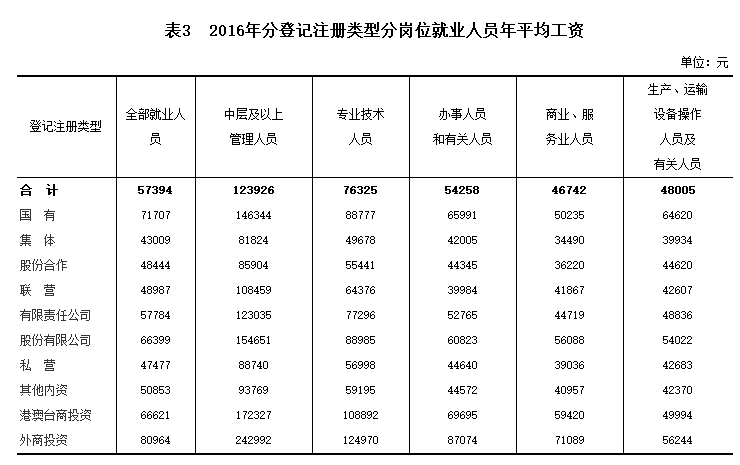 表3 2016年分登记注册类型分岗位就业人员年平均工资
单位：元
登记注册类型 全部就业人员 中层及以上管理人员 专业技术人员 办事人员和有关人员 商业、服务业人员 生产、运输设备操作人员及有关人员
合 计 57394 123926 76325 54258 46742 48005
国 有 71707 146344 88777 65991 50235 64620
集 体 43009 81824 49678 42005 34490 39934
股份合作 48444 85904 55441 44345 36220 44620
联 营 48987 108459 64376 39984 41867 42607
有限责任公司 57784 123035 77296 52765 44719 48836
股份有限公司 66399 154651 88985 60823 56088 54022
私 营 47477 88740 56998 44640 39036 42683
其他内资 50853 93769 59195 44572 40957 42370
港澳台商投资 66621 172327 108892 69695 59420 49994
外商投资 80964 242992 124970 87074 71089 56244